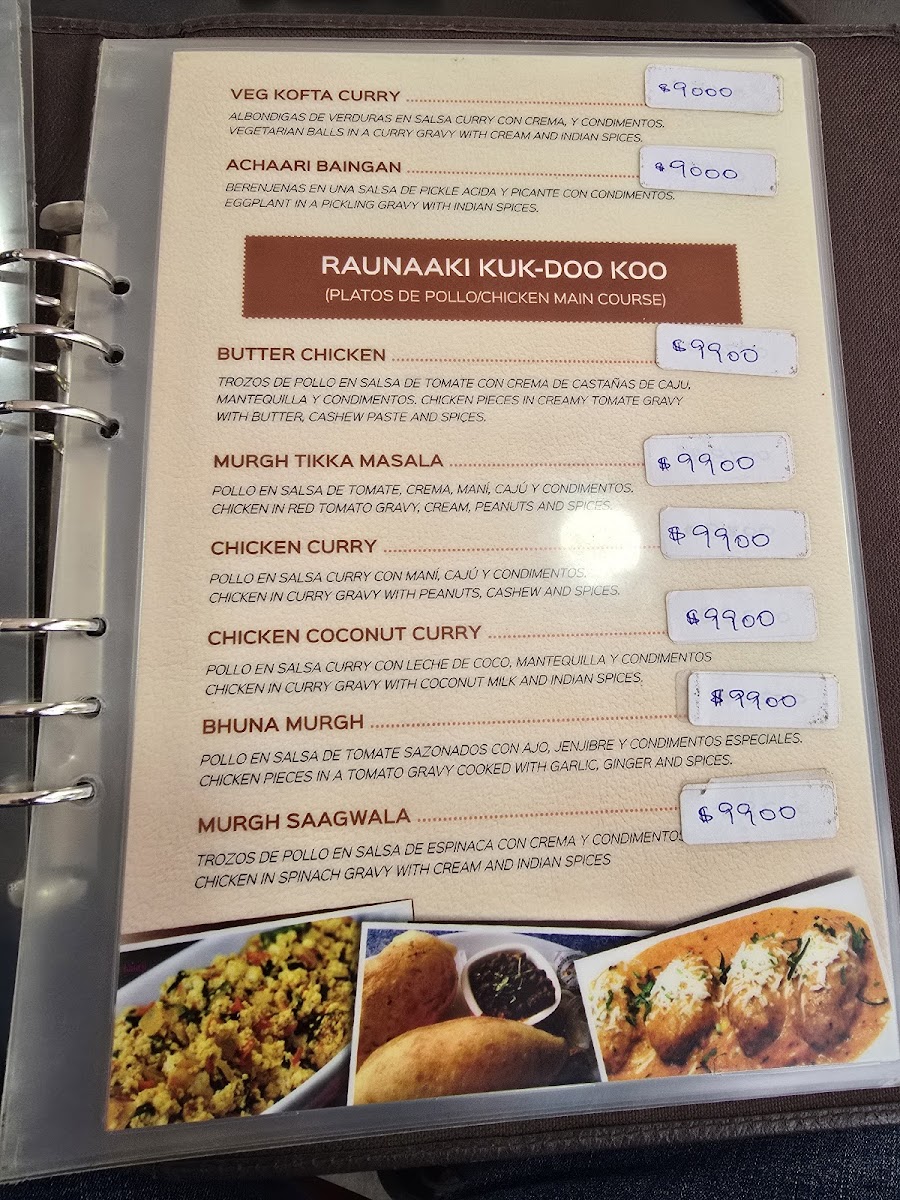 VEG KOFTA CURRY $9000
ALBONDIGAS DE VERDURAS EN SALSA CURRY CON CREMA, Y CONDIMENTOS.
VEGETARIAN BALLS IN A CURRY GRAVY WITH CREAM AND INDIAN SPICES.
ACHAARI BAINGAN $9000
BERENJENAS EN UNA SALSA DE PICKLE ACIDA Y PICANTE CON CONDIMENTOS.
EGGPLANT IN A PICKLING GRAVY WITH INDIAN SPICES.
RAUNAAKI KUK-DOO KOO
(PLATOS DE POLLO/CHICKEN MAIN COURSE)
BUTTER CHICKEN $9900
TROZOS DE POLLO EN SALSA DE TOMATE CON CREMA DE CASTAÑAS DE CAJU,
MANTEQUILLA Y CONDIMENTOS. CHICKEN PIECES IN CREAMY TOMATE GRAVY
WITH BUTTER, CASHEW PASTE AND SPICES.
MURGH TIKKA MASALA $9900
POLLO EN SALSA DE TOMATE, CREMA, MANÍ, CAJÚ Y CONDIMENTOS.
CHICKEN IN RED TOMATO GRAVY, CREAM, PEANUTS AND SPICES.
CHICKEN CURRY $9900
POLLO EN SALSA CURRY CON MANÍ, CAJÚ Y CONDIMENTOS.
CHICKEN IN CURRY GRAVY WITH PEANUTS, CASHEW AND SPICES.
CHICKEN COCONUT CURRY $9900
POLLO EN SALSA CURRY CON LECHE DE COCO, MANTEQUILLA Y CONDIMENTOS
CHICKEN IN CURRY GRAVY WITH COCONUT MILK AND INDIAN SPICES.
BHUNA MURGH $9900
POLLO EN SALSA DE TOMATE SAZONADOS CON AJO, JENJIBRE Y CONDIMENTOS ESPECIALES.
CHICKEN PIECES IN A TOMATO GRAVY COOKED WITH GARLIC, GINGER AND SPICES.
MURGH SAAGWALA $9900
TROZOS DE POLLO EN SALSA DE ESPINACA CON CREMA Y CONDIMENTOS
CHICKEN IN SPINACH GRAVY WITH CREAM AND INDIAN SPICES